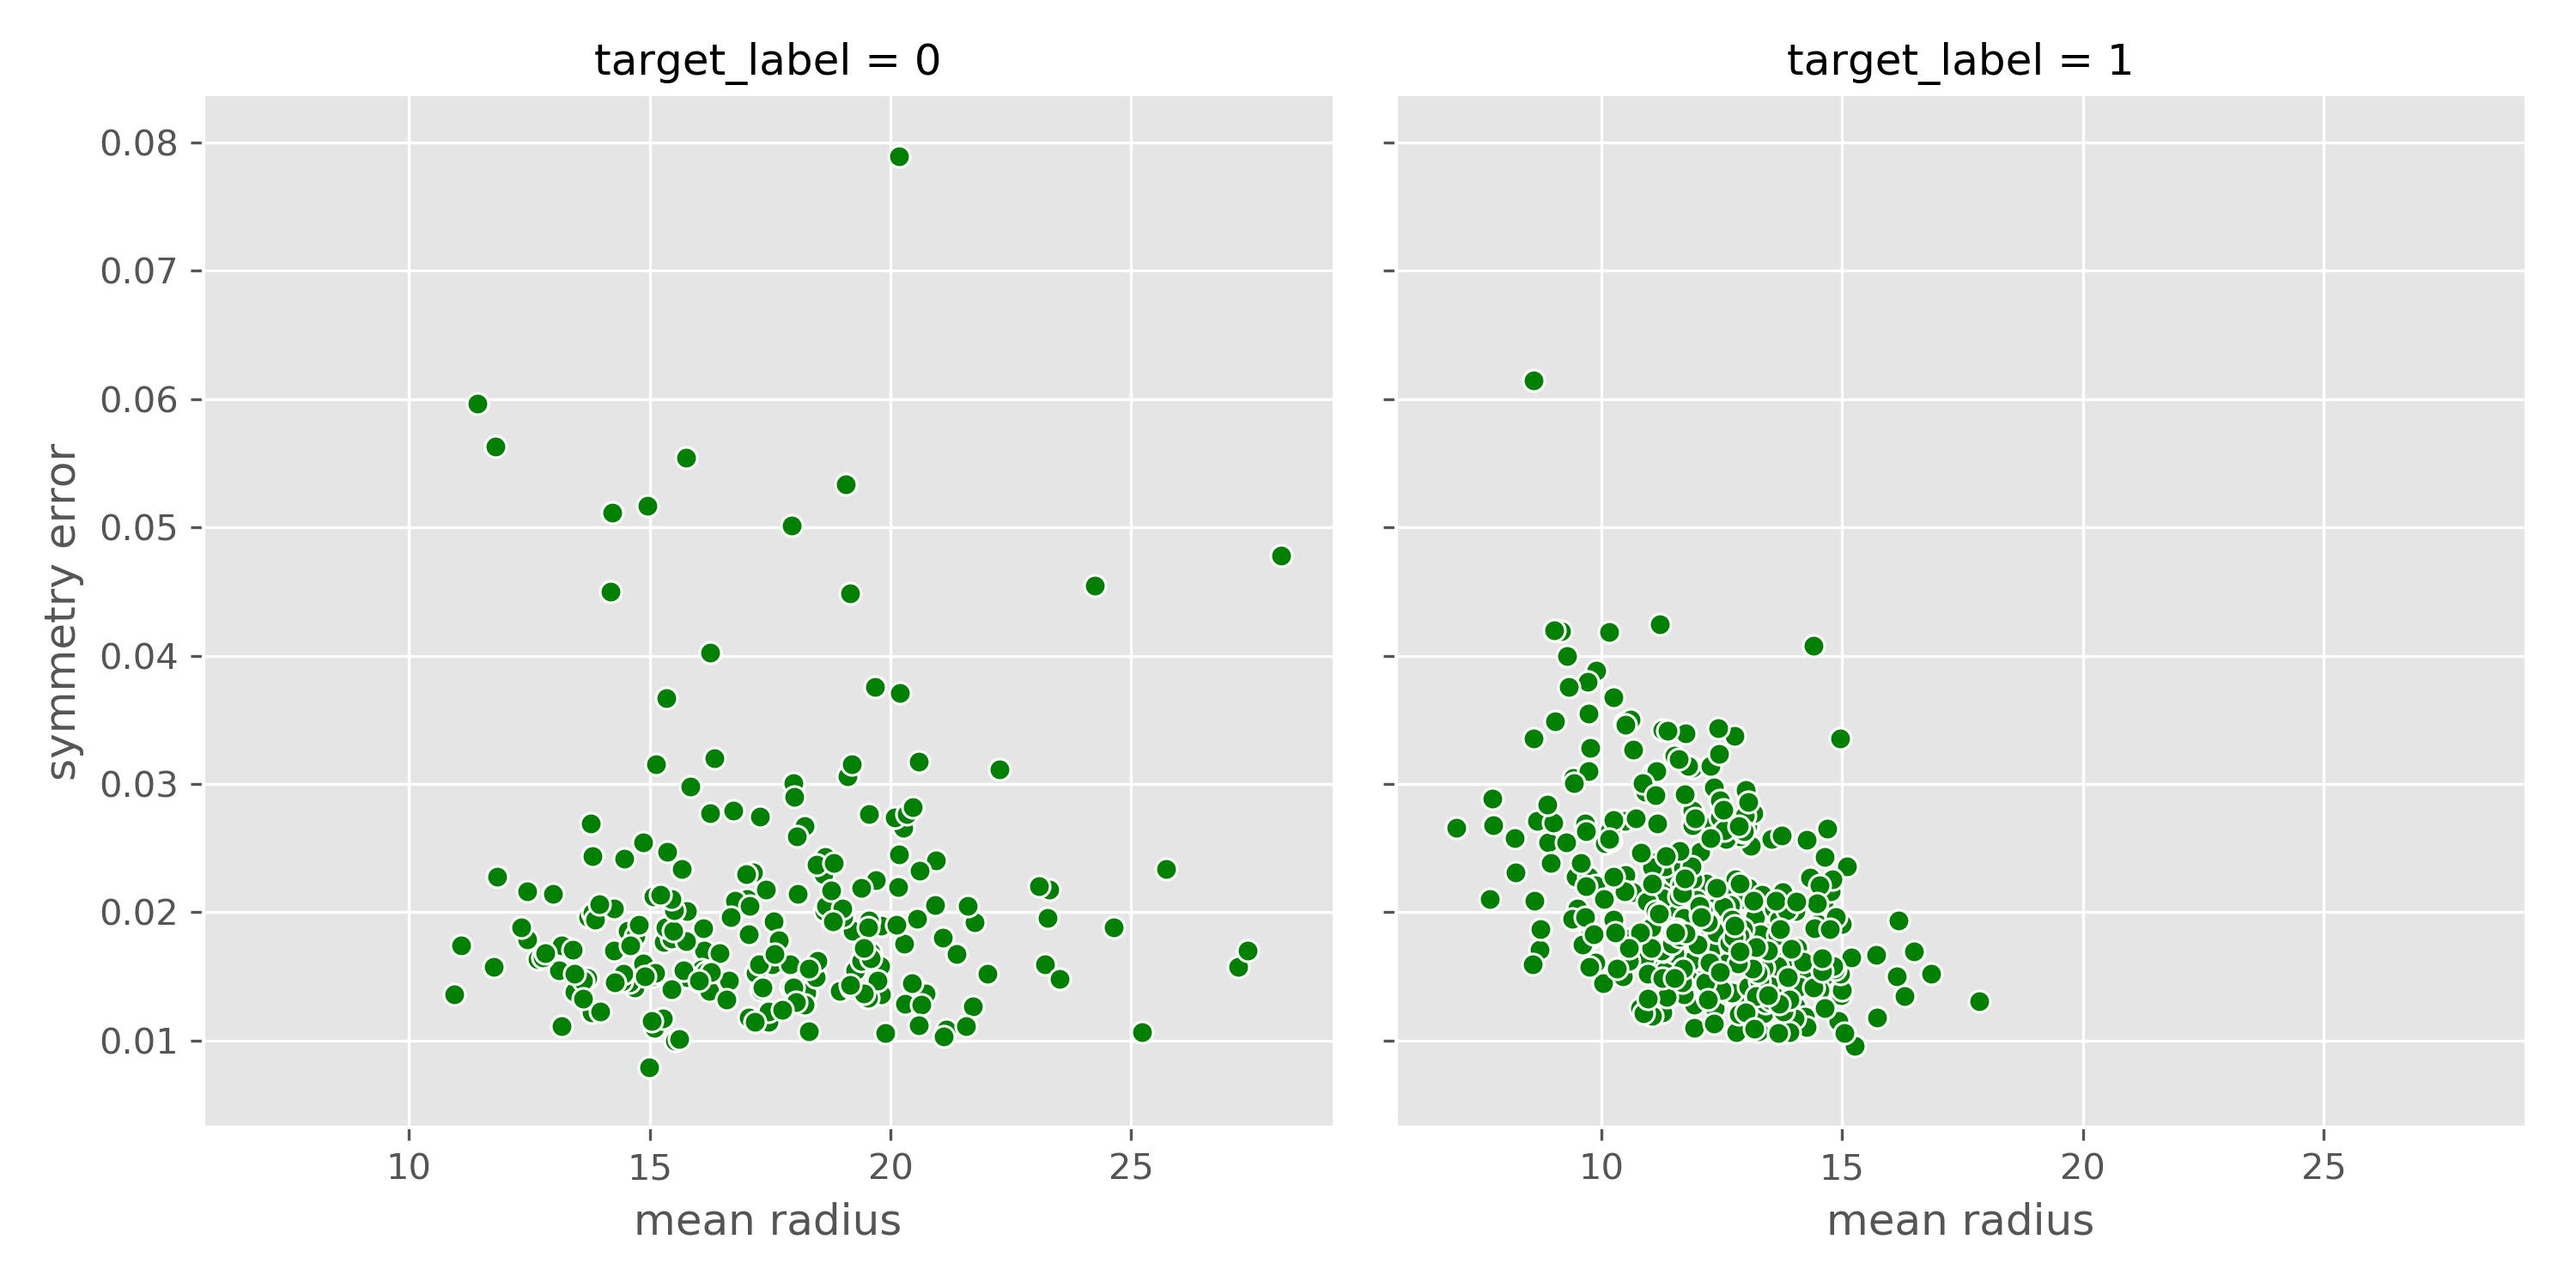 target_label = 0
target_label = 1
symmetry error
0.08
0.07
0.06
0.05
0.04
0.03
0.02
0.01
10 15 20 25
10 15 20 25
mean radius
mean radius